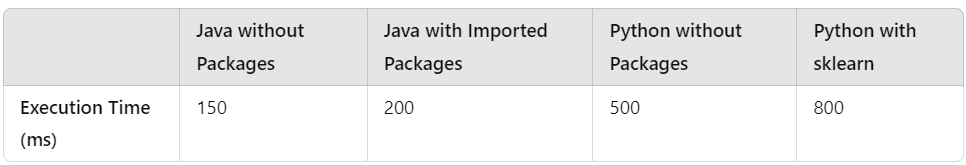 Java without
Packages
Java with Imported
Packages
Python without
Packages
Python with
sklearn
Execution Time
(ms)
150
200
500
800